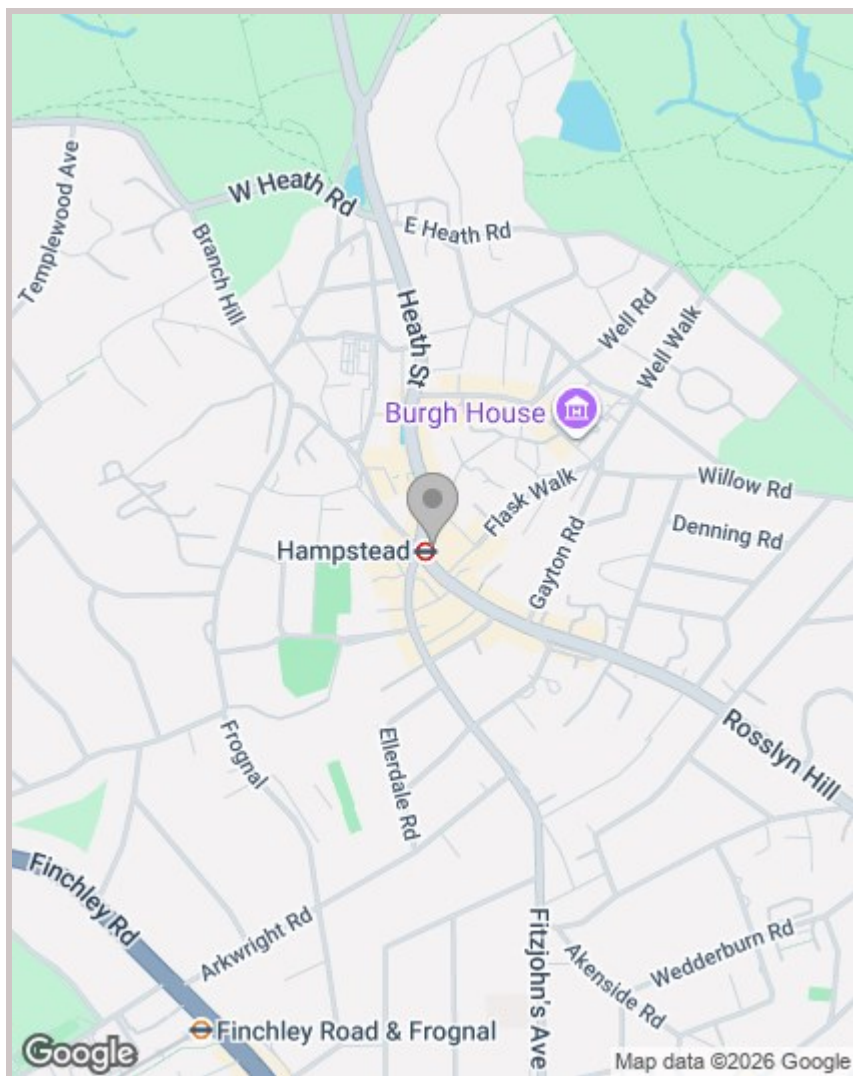 Templewood Ave
W Heath Rd
Branch Hill
E Heath Rd
Heath St
Well Rd
Well Walk
Burgh House
Flask Walk
Willow Rd
Denning Rd
Hampstead
Gayton Rd
Frognal
Ellerdale Rd
Rosslyn Hill
Finchley Rd
Arkwright Rd
Fitzjohn's Ave
Akenside Rd
Wedderburn Rd
Finchley Road & Frognal
Google
Map data ©2026 Google